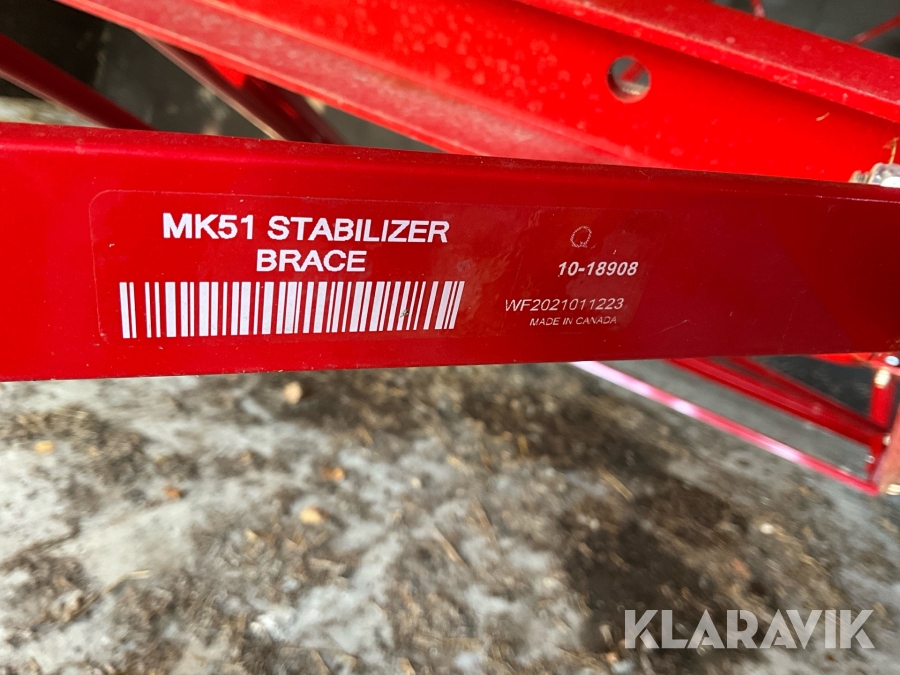 MK51 STABILIZER
BRACE
10-18908
WF2021011223
MADE IN CANADA
KLARAVIK